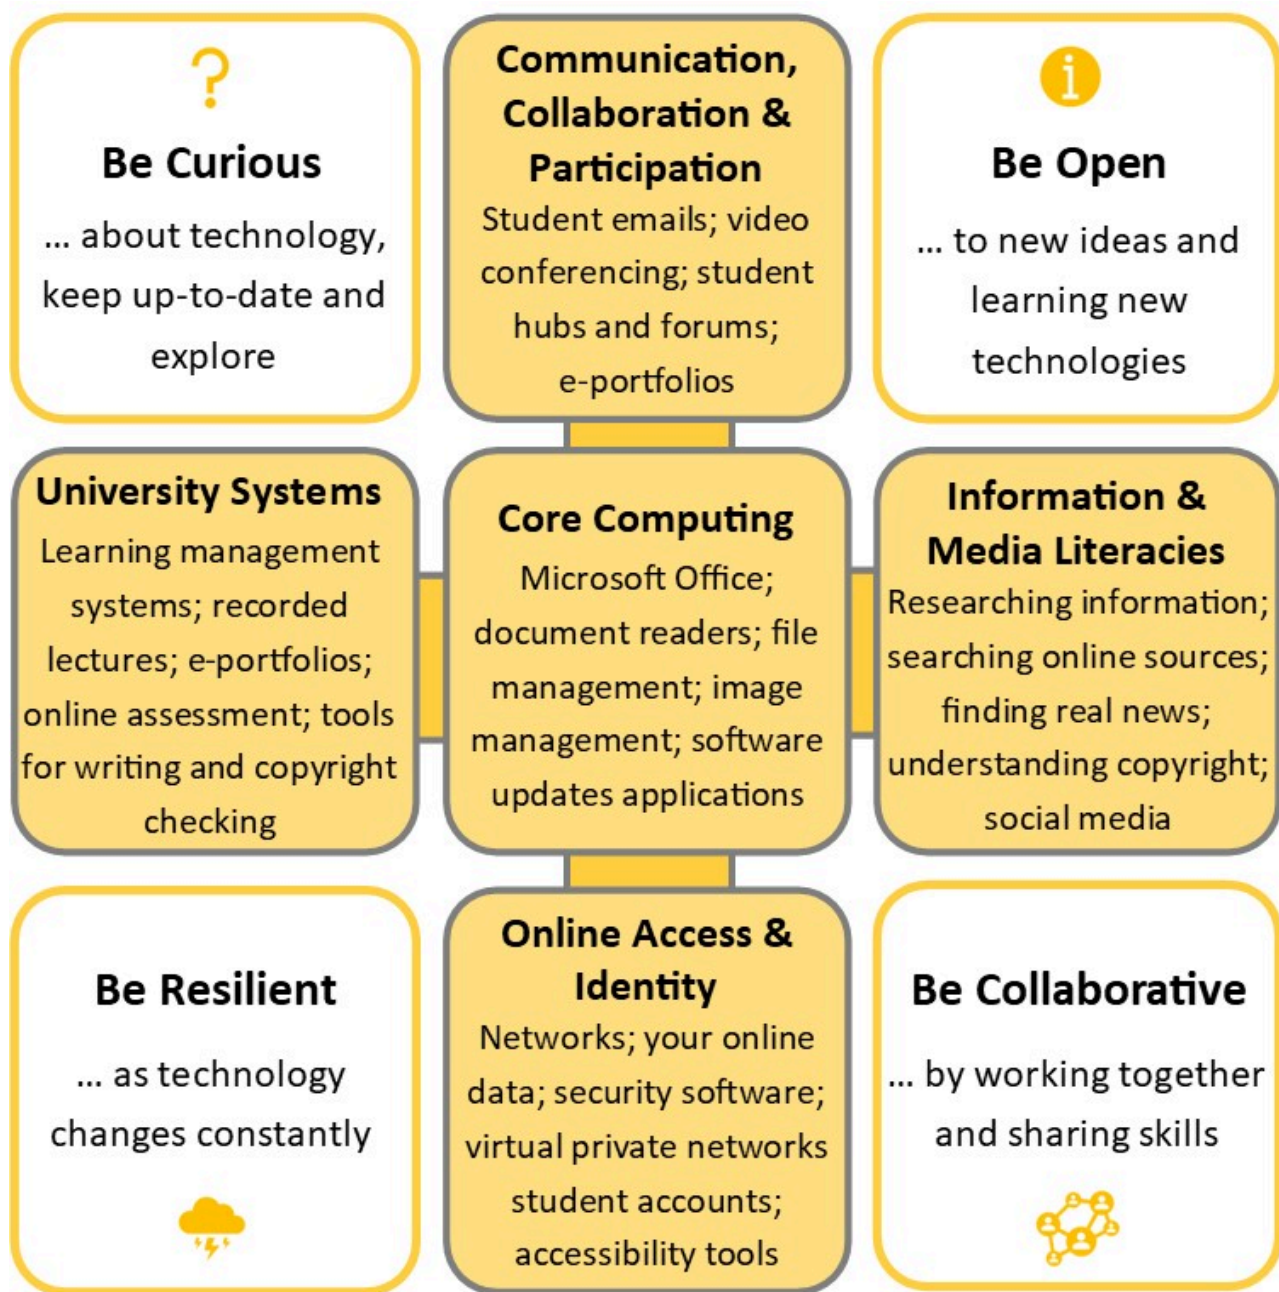 ?
Be Curious
... about technology,
keep up-to-date and
explore
Communication,
Collaboration &
Participation
Student emails; video
conferencing; student
hubs and forums;
e-portfolios
i
Be Open
... to new ideas and
learning new
technologies
University Systems
Learning management
systems; recorded
lectures; e-portfolios;
online assessment; tools
for writing and copyright
checking
Core Computing
Microsoft Office;
document readers; file
management; image
management; software
updates applications
Information &
Media Literacies
Researching information;
searching online sources;
finding real news;
understanding copyright;
social media
Be Resilient
... as technology
changes constantly
Online Access &
Identity
Networks; your online
data; security software;
virtual private networks
student accounts;
accessibility tools
Be Collaborative
... by working together
and sharing skills